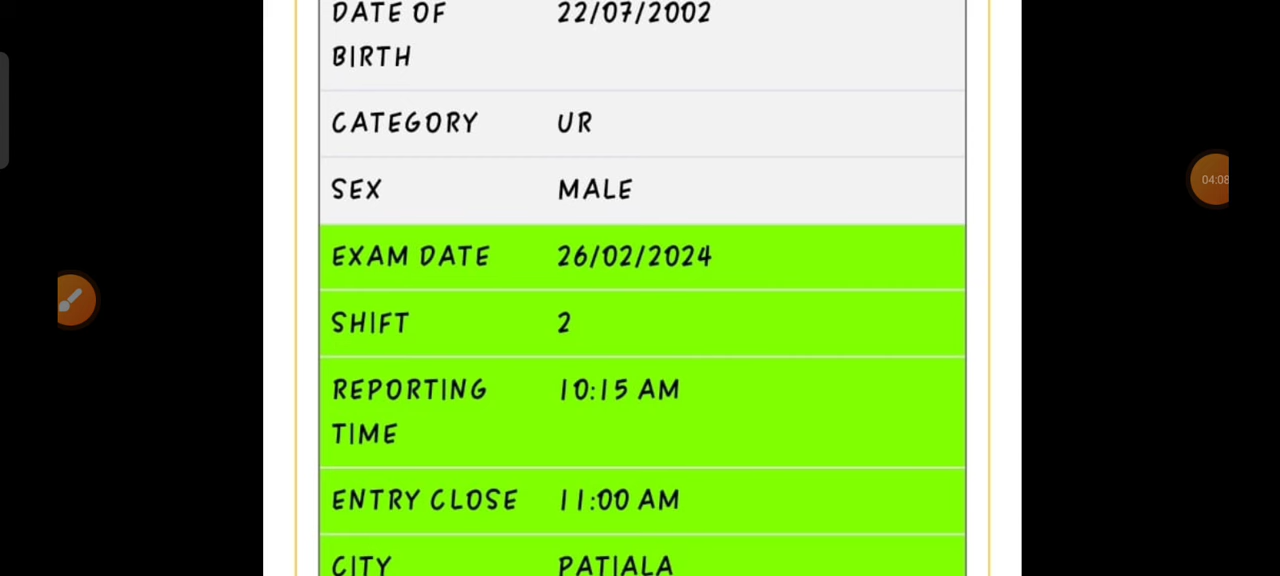 DATE OF BIRTH 22/07/2002
CATEGORY UR
SEX MALE
EXAM DATE 26/02/2024
SHIFT 2
REPORTING TIME 10:15 AM
ENTRY CLOSE 11:00 AM
CITY PATIALA
04:08